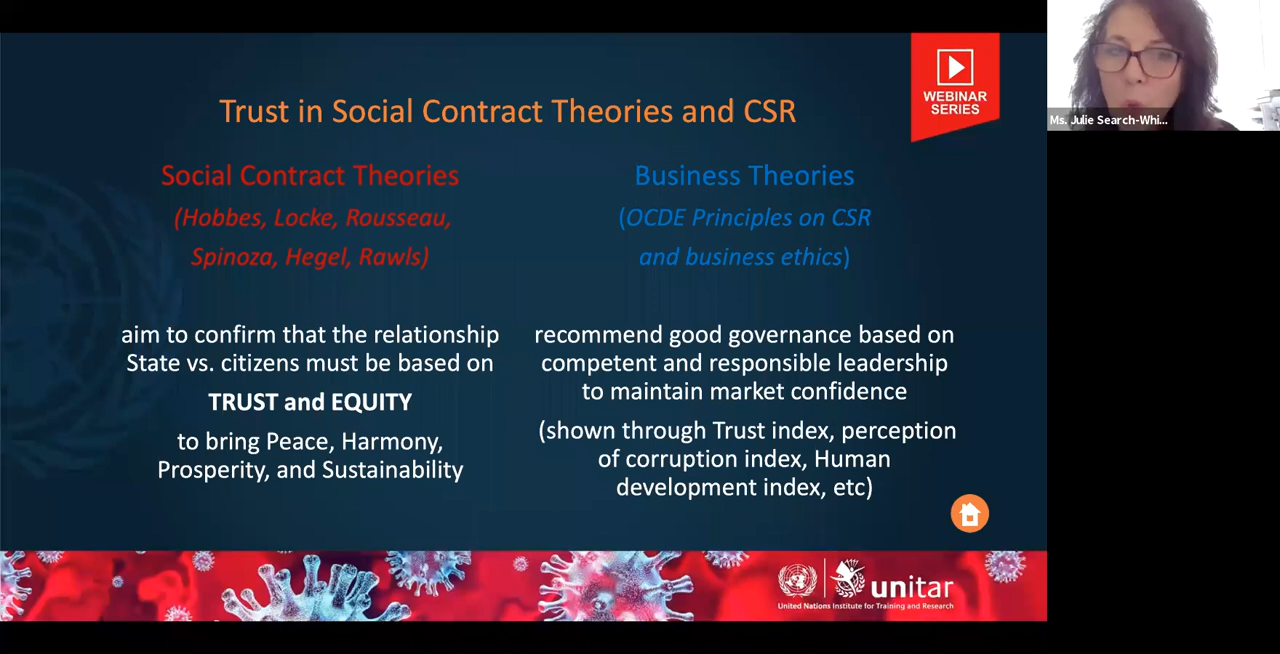 WEBINAR
SERIES
Ms. Julie Search-Whi...
Trust in Social Contract Theories and CSR
Social Contract Theories
(Hobbes, Locke, Rousseau,
Spinoza, Hegel, Rawls)
aim to confirm that the relationship
State vs. citizens must be based on
TRUST and EQUITY
to bring Peace, Harmony,
Prosperity, and Sustainability
Business Theories
(OCDE Principles on CSR
and business ethics)
recommend good governance based on
competent and responsible leadership
to maintain market confidence
(shown through Trust index, perception
of corruption index, Human
development index, etc)
unitar
United Nations Institute for Training and Research